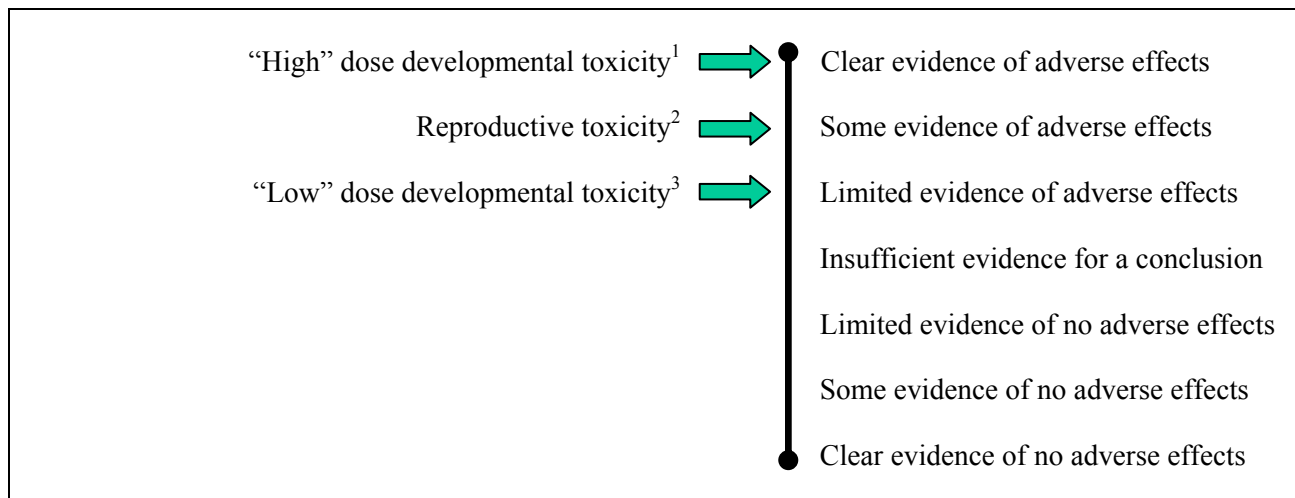 “High” dose developmental toxicity1 Clear evidence of adverse effects
Reproductive toxicity2 Some evidence of adverse effects
“Low” dose developmental toxicity3 Limited evidence of adverse effects
Insufficient evidence for a conclusion
Limited evidence of no adverse effects
Some evidence of no adverse effects
Clear evidence of no adverse effects